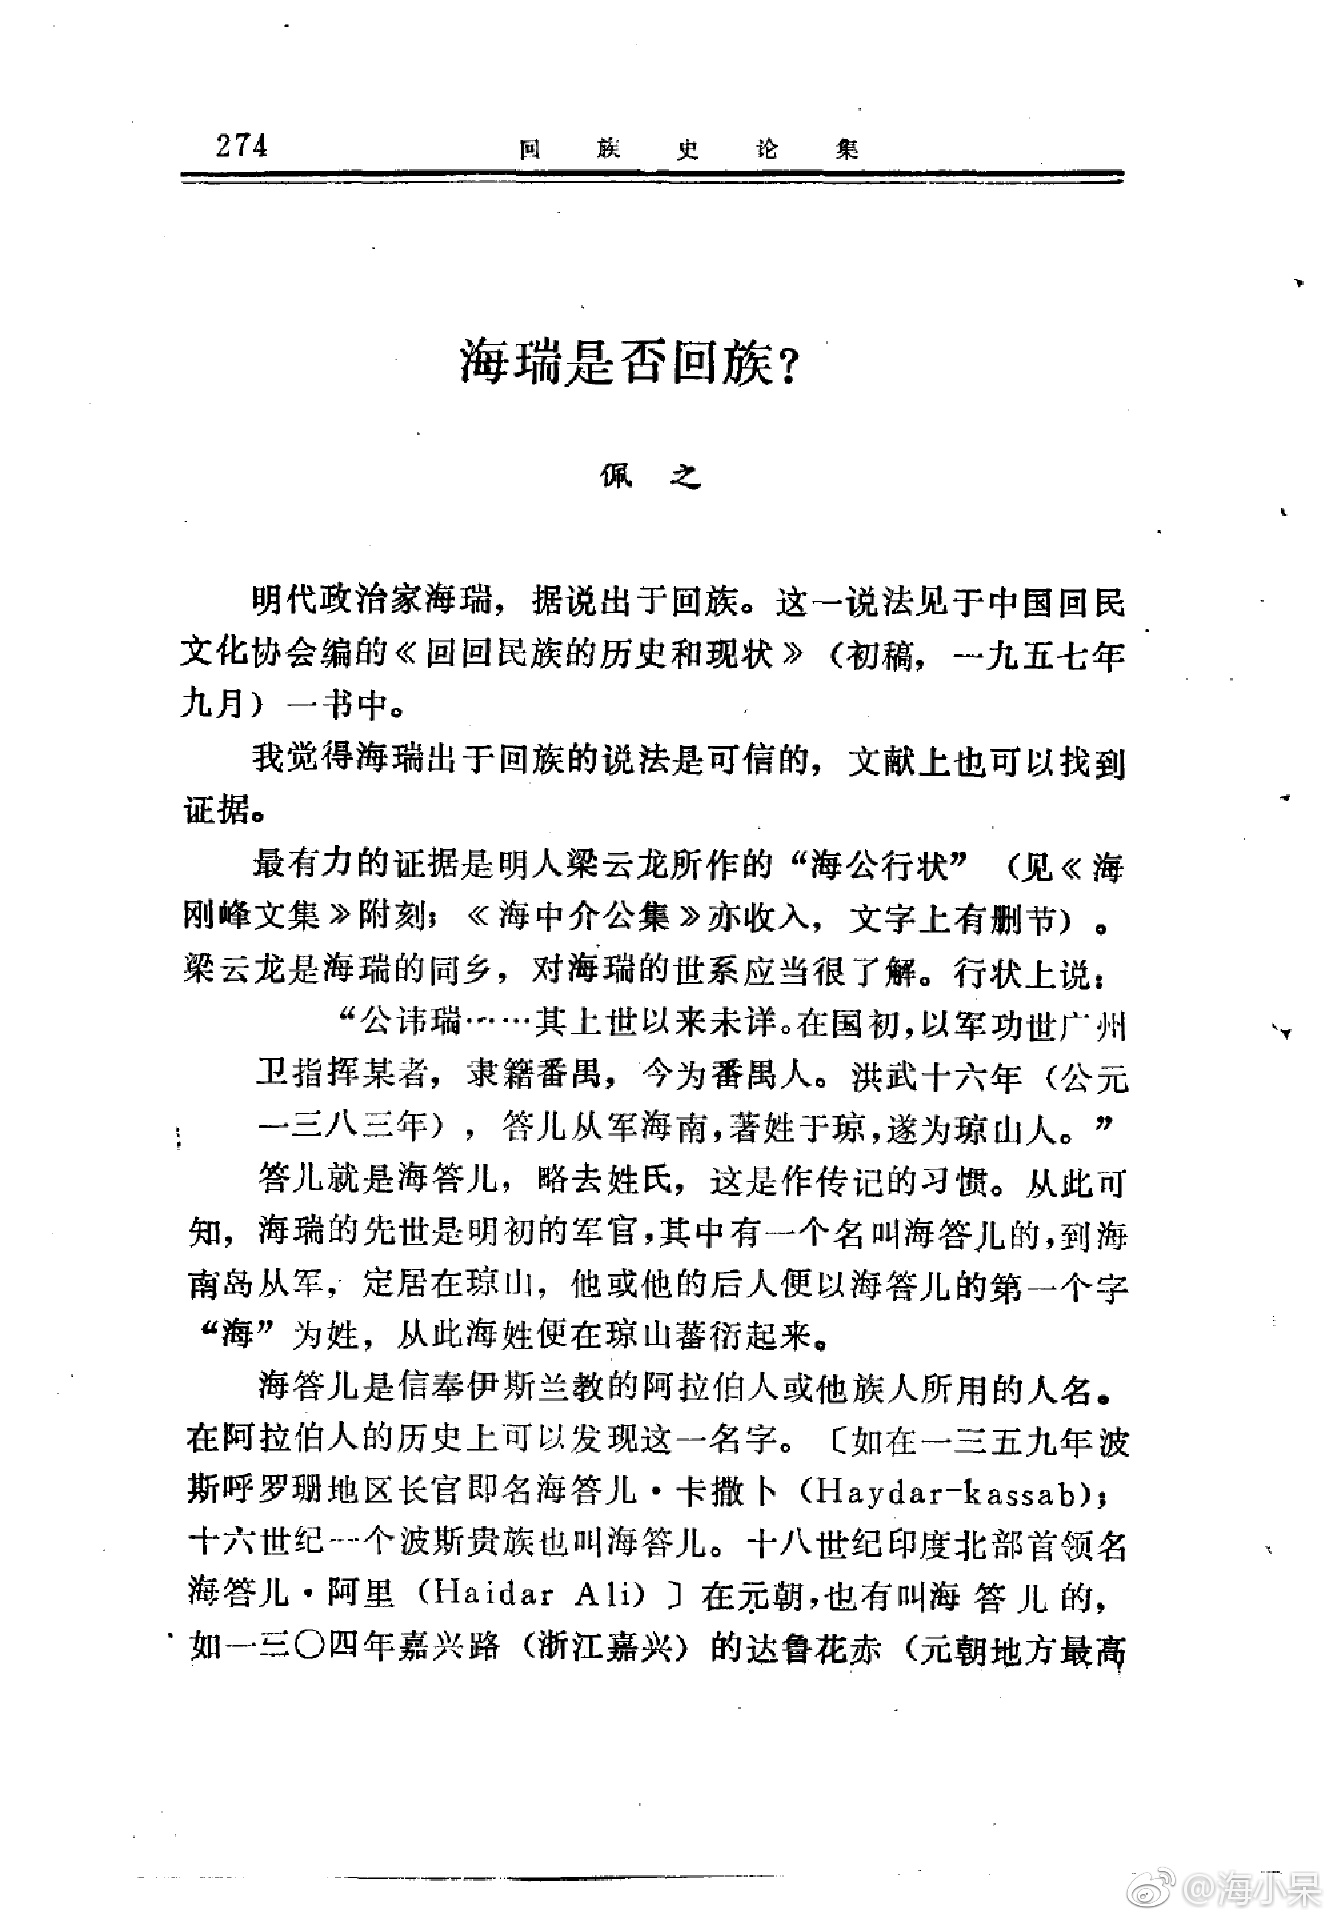 274
回族史论集
海瑞是否回族？
佩之
明代政治家海瑞，据说出于回族。这一说法见于中国回民
文化协会编的《回回民族的历史和现状》（初稿，一九五七年
九月）一书中。
我觉得海瑞出于回族的说法是可信的，文献上也可以找到
证据。
最有力的证据是明人梁云龙所作的“海公行状”（见《海
刚峰文集》附刻；《海中介公集》亦收入，文字上有删节）。
梁云龙是海瑞的同乡，对海瑞的世系应当很了解。行状上说：
“公讳瑞……其上世以来未详。在国初，以军功世广州
卫指挥某者，隶籍番禺，今为番禺人。洪武十六年（公元
一三八三年），答儿从军海南，著姓于琼，遂为琼山人。”
答儿就是海答儿，略去姓氏，这是作传记的习惯。从此可
知，海瑞的先世是明初的军官，其中有一个名叫海答儿的，到海
南岛从军，定居在琼山，他或他的后人便以海答儿的第一个字
“海”为姓，从此海姓便在琼山蕃衍起来。
海答儿是信奉伊斯兰教的阿拉伯人或他族人所用的人名。
在阿拉伯人的历史上可以发现这一名字。〔如在一三五九年波
斯呼罗珊地区长官即名海答儿·卡撒卜（Haydar-kassab）；
十六世纪一个波斯贵族也叫海答儿。十八世纪印度北部首领名
海答儿·阿里（Haidar Ali）〕在元朝，也有叫海答儿的，
如一三〇四年嘉兴路（浙江嘉兴）的达鲁花赤（元朝地方最高
@海小呆